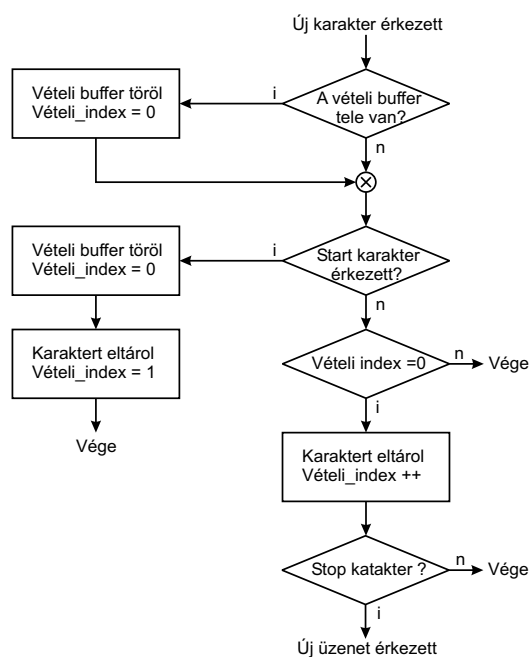 Új karakter érkezett
A vételi buffer
tele van?
i
n
Vételi buffer töröl
Vételi_index = 0
Start karakter
érkezett?
i
n
Vételi buffer töröl
Vételi_index = 0
Karaktert eltárol
Vételi_index = 1
Vége
Vételi index =0
n
Vége
i
Karaktert eltárol
Vételi_index ++
Stop katakter ?
n
Vége
i
Új üzenet érkezett